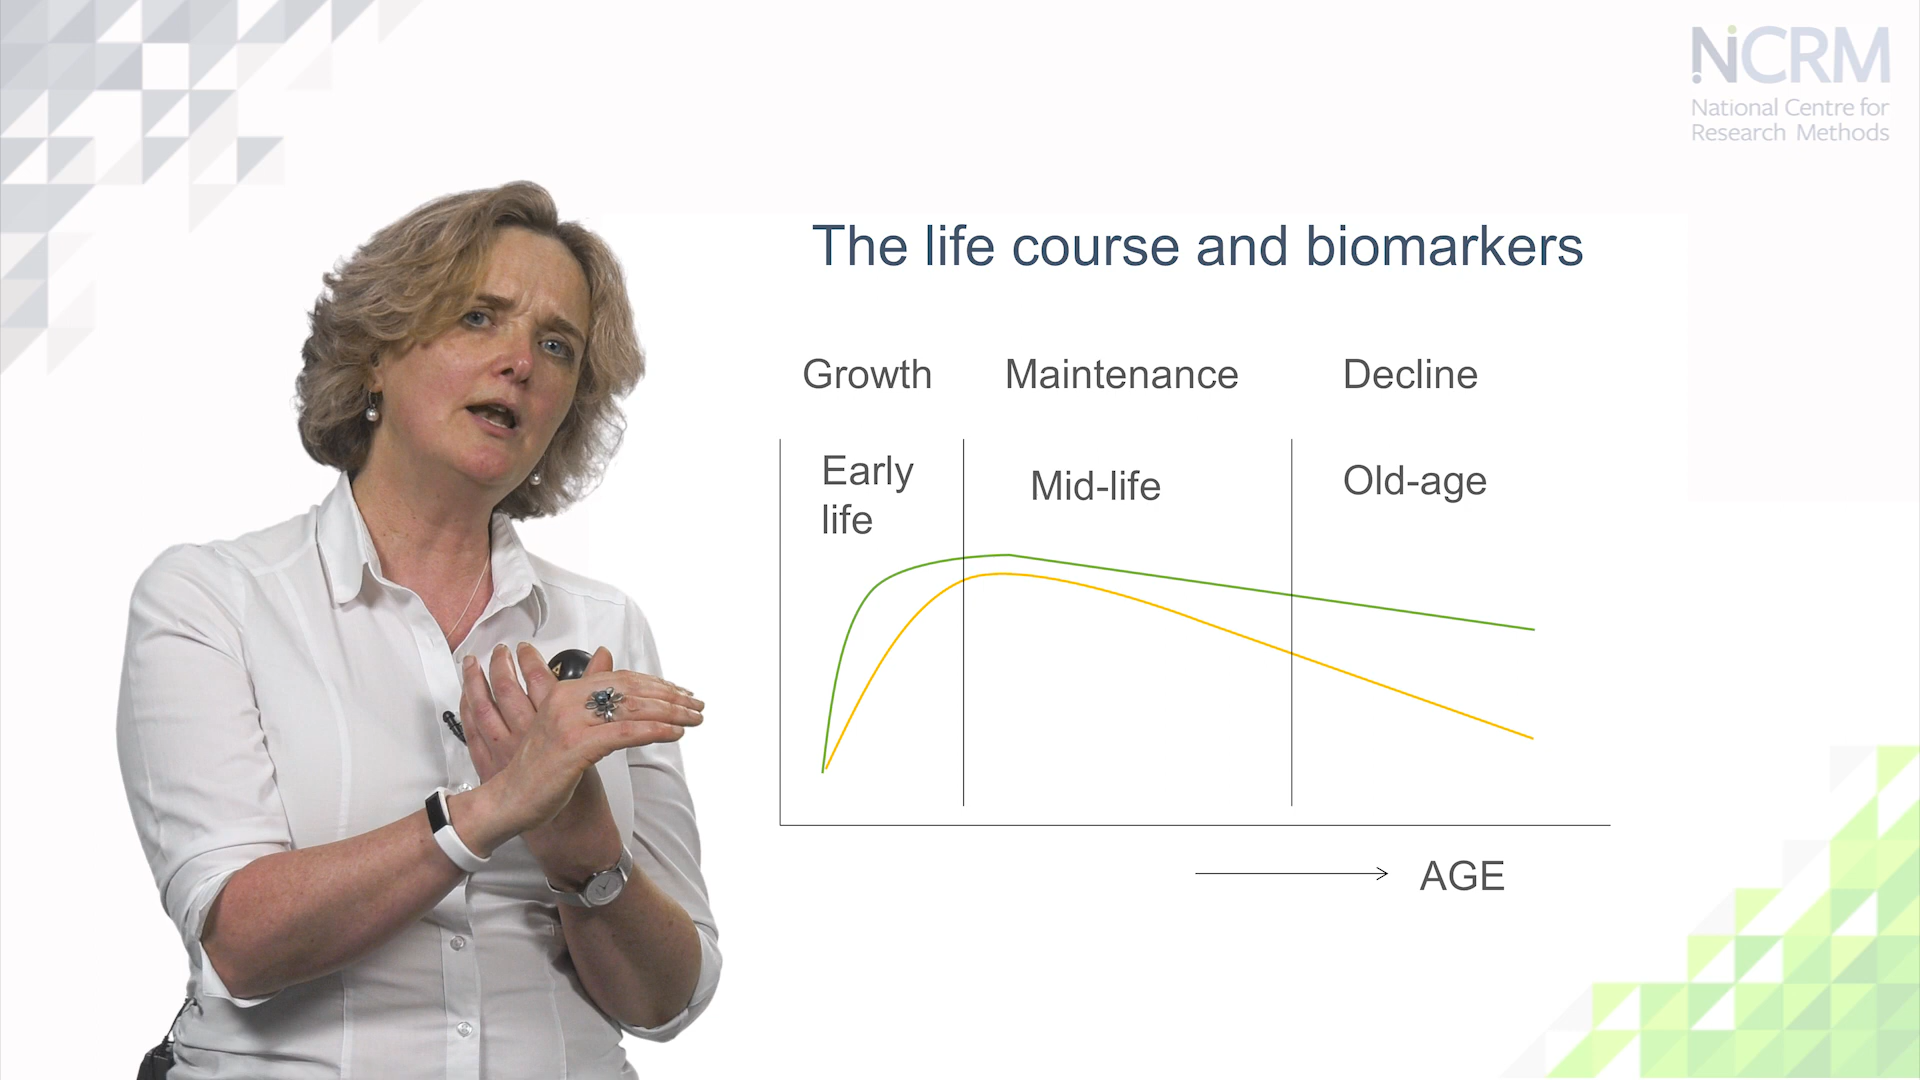 NCRM
National Centre for
Research Methods
The life course and biomarkers
Growth
Maintenance
Decline
Early
life
Mid-life
Old-age
AGE